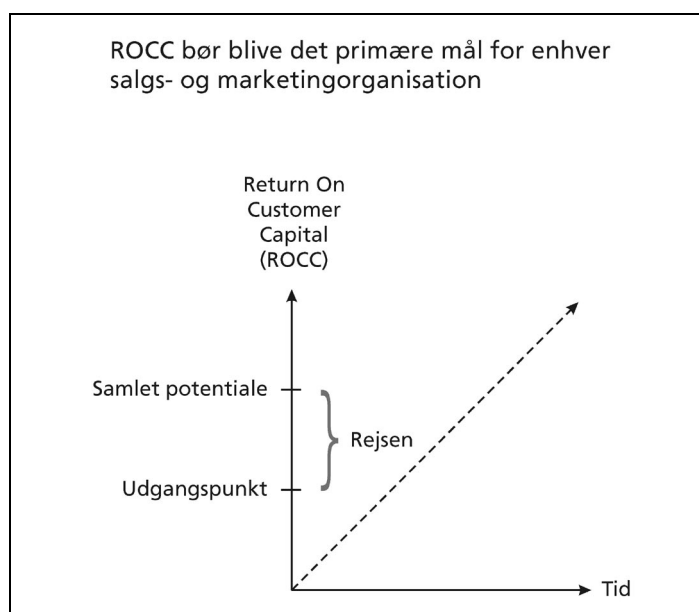 ROCC bør blive det primære mål for enhver
salgs- og marketingorganisation
Return On
Customer
Capital
(ROCC)
Samlet potentiale
Rejsen
Udgangspunkt
Tid